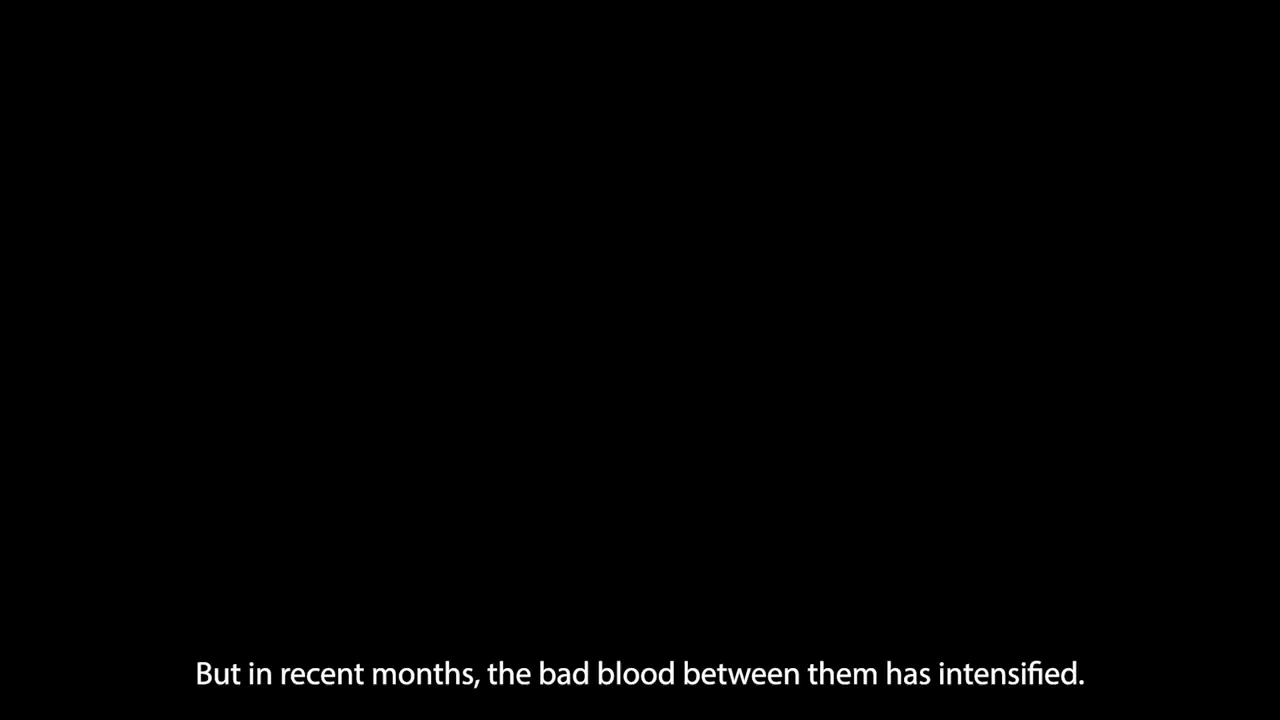 But in recent months, the bad blood between them has intensified.